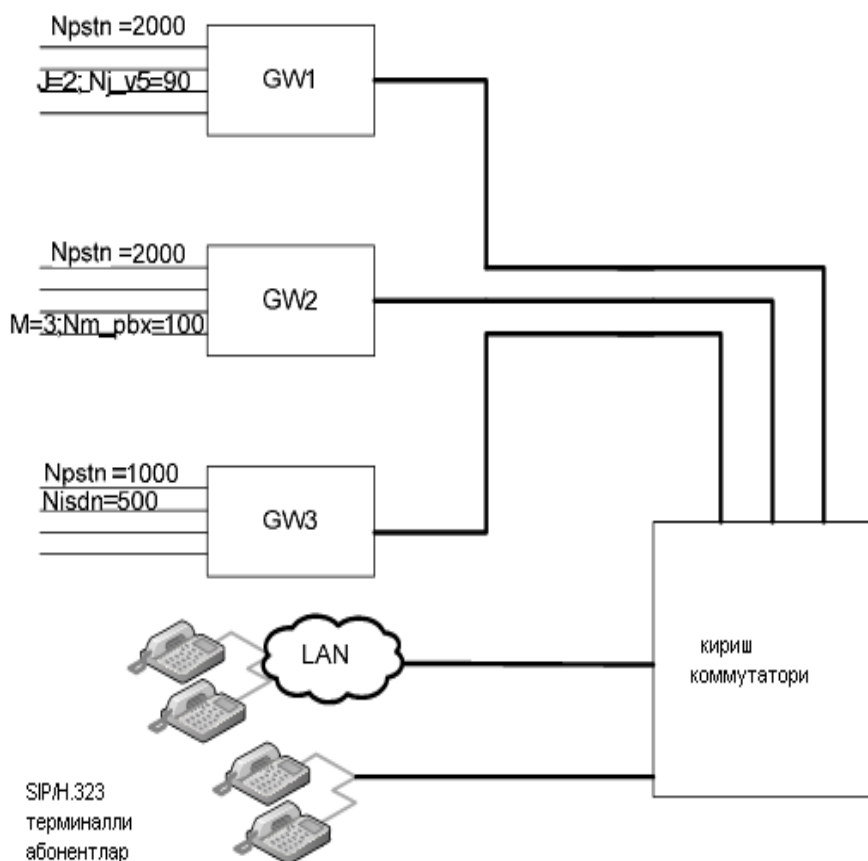 Npstn =2000
J=2; Nj_v5=90
GW1
Npstn =2000
M=3;Nm_pbx=100
GW2
Npstn =1000
Nisdn=500
GW3
LAN
кириш
коммутатори
SIP/H.323
терминалли
абонентлар